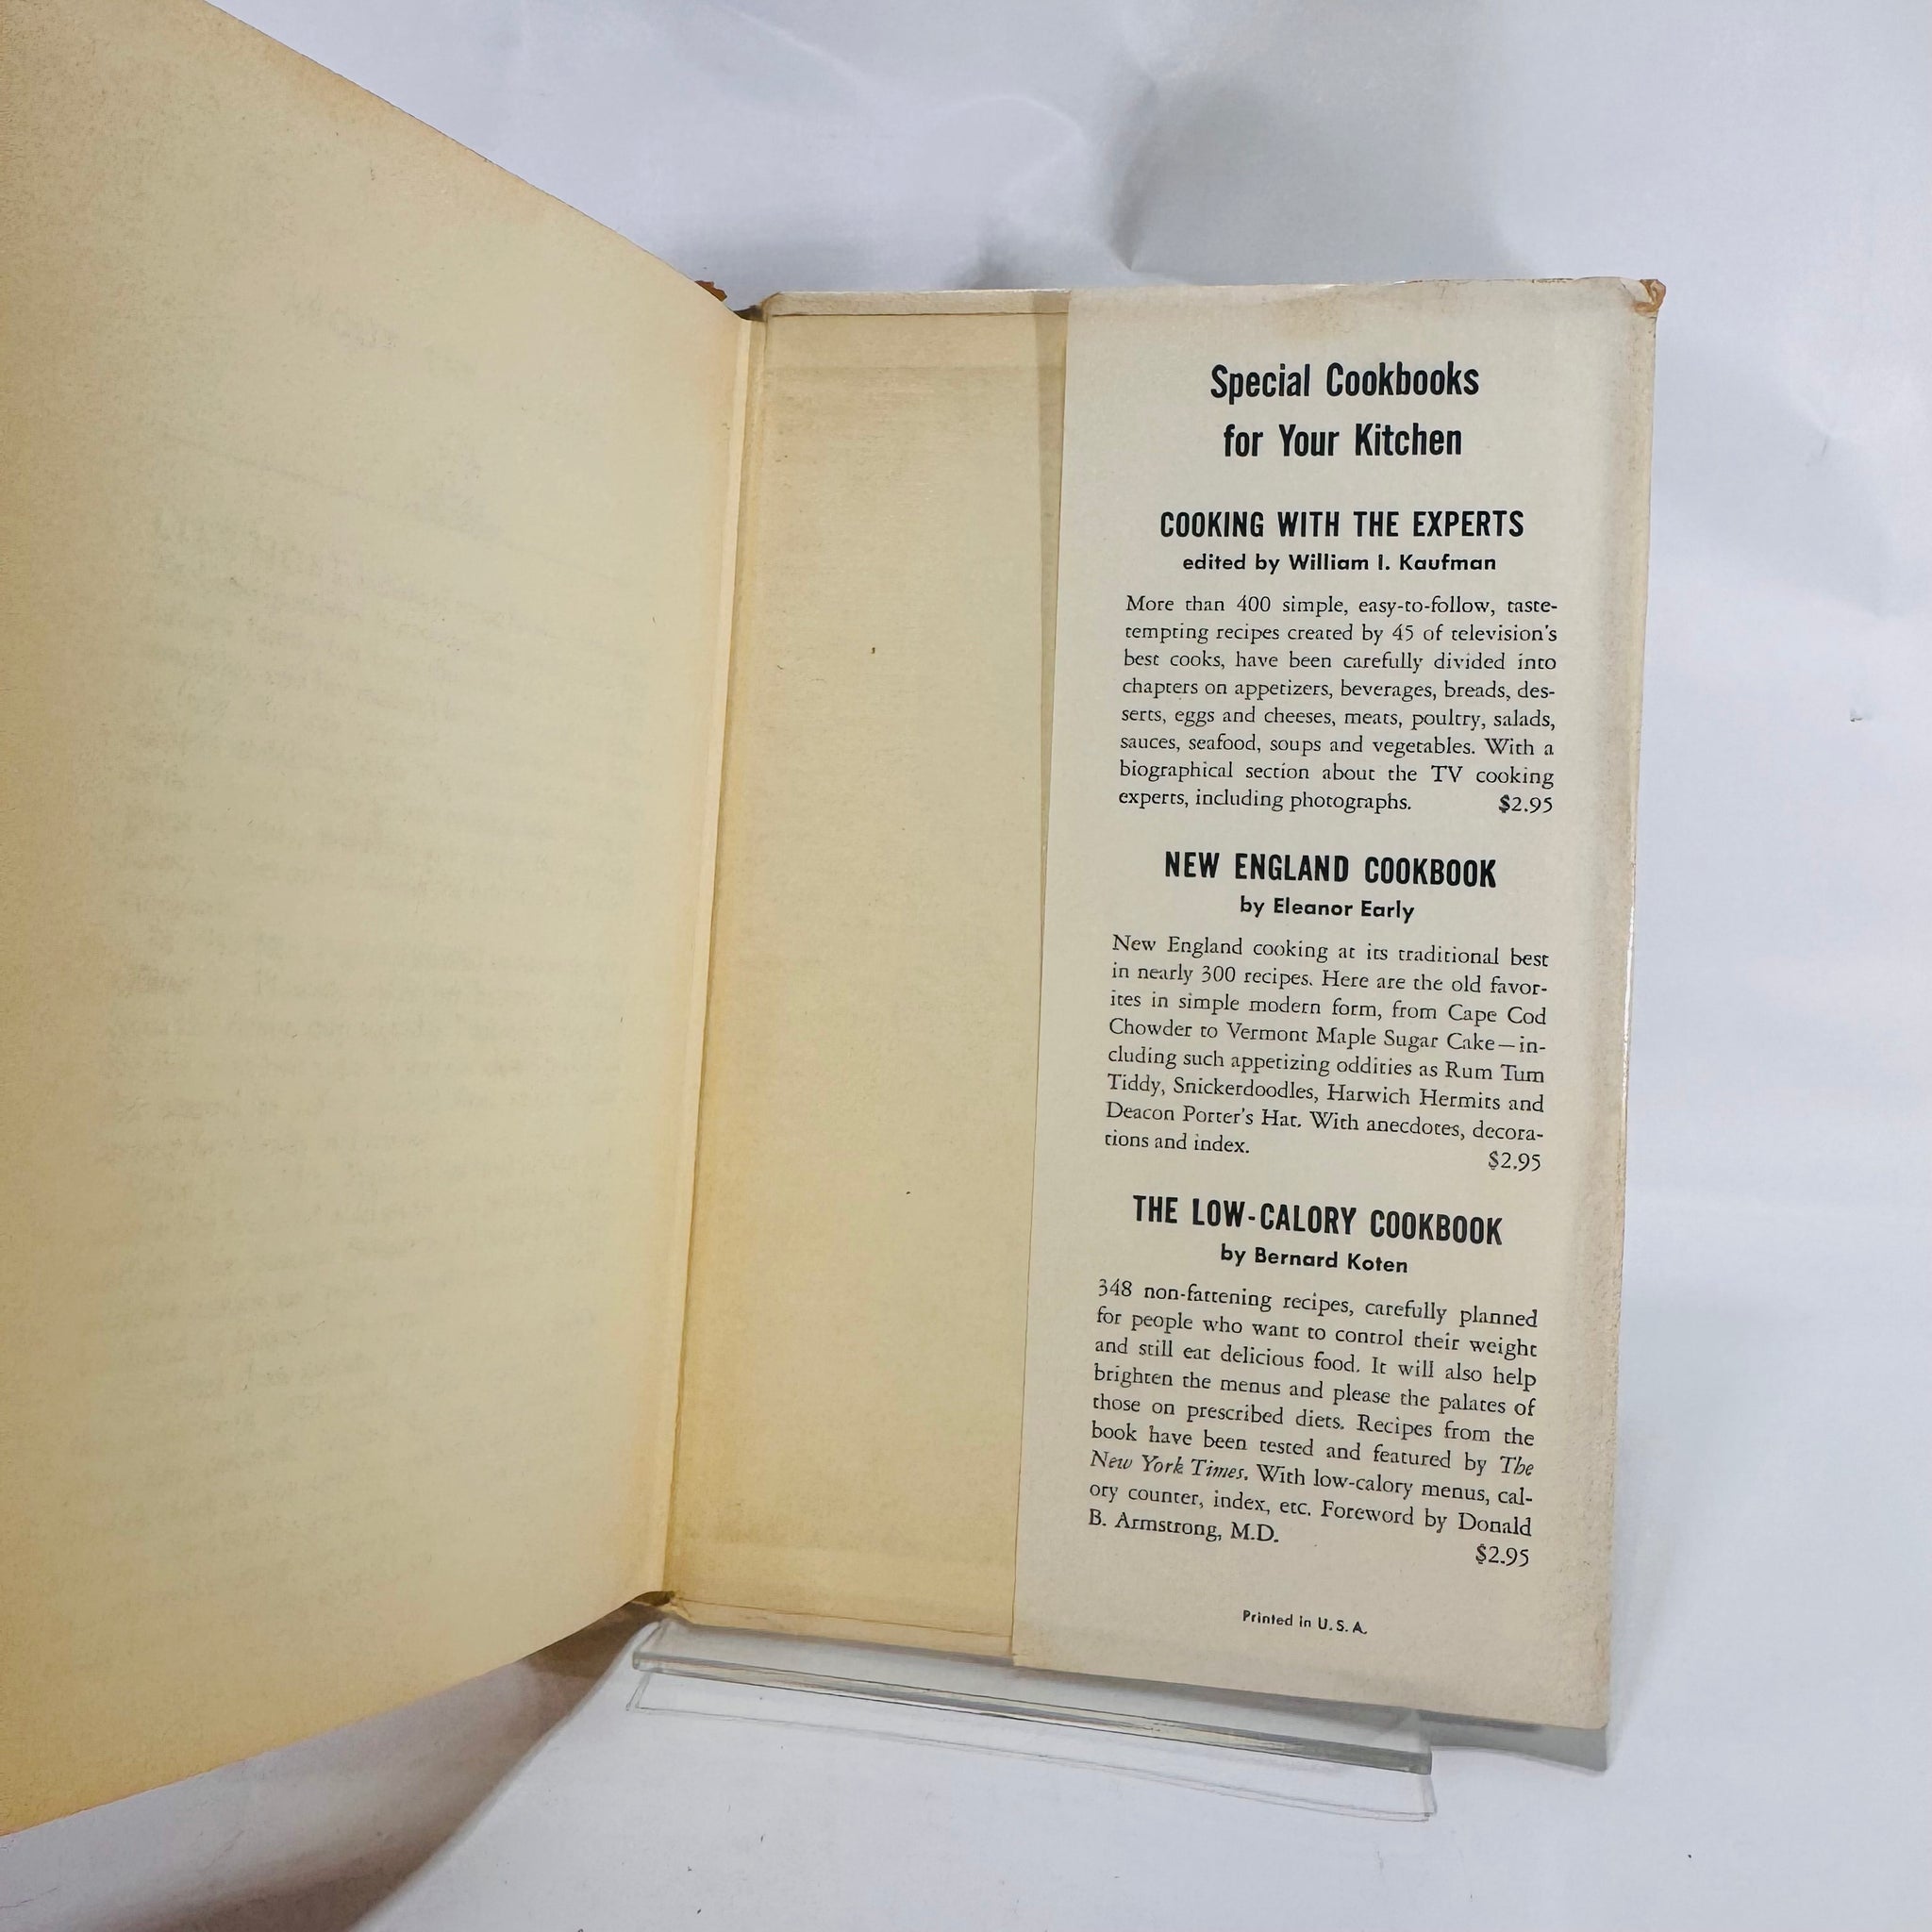 Special Cookbooks
for Your Kitchen
COOKING WITH THE EXPERTS
edited by William I. Kaufman
More than 400 simple, easy-to-follow, taste-
tempting recipes created by 45 of television's
best cooks, have been carefully divided into
chapters on appetizers, beverages, breads, des-
serts, eggs and cheeses, meats, poultry, salads,
sauces, seafood, soups and vegetables. With a
biographical section about the TV cooking
experts, including photographs. $2.95
NEW ENGLAND COOKBOOK
by Eleanor Early
New England cooking at its traditional best
in nearly 300 recipes. Here are the old favor-
ites in simple modern form, from Cape Cod
Chowder to Vermont Maple Sugar Cake—in-
cluding such appetizing oddities as Rum Tum
Tiddy, Snickerdoodles, Harwich Hermits and
Deacon Porter's Hat. With anecdotes, decora-
tions and index. $2.95
THE LOW-CALORY COOKBOOK
by Bernard Koten
348 non-fattening recipes, carefully planned
for people who want to control their weight
and still eat delicious food. It will also help
brighten the menus and please the palates of
those on prescribed diets. Recipes from the
book have been tested and featured by The
New York Times. With low-calory menus, cal-
ory counter, index, etc. Foreword by Donald
B. Armstrong, M.D. $2.95
Printed in U.S.A.